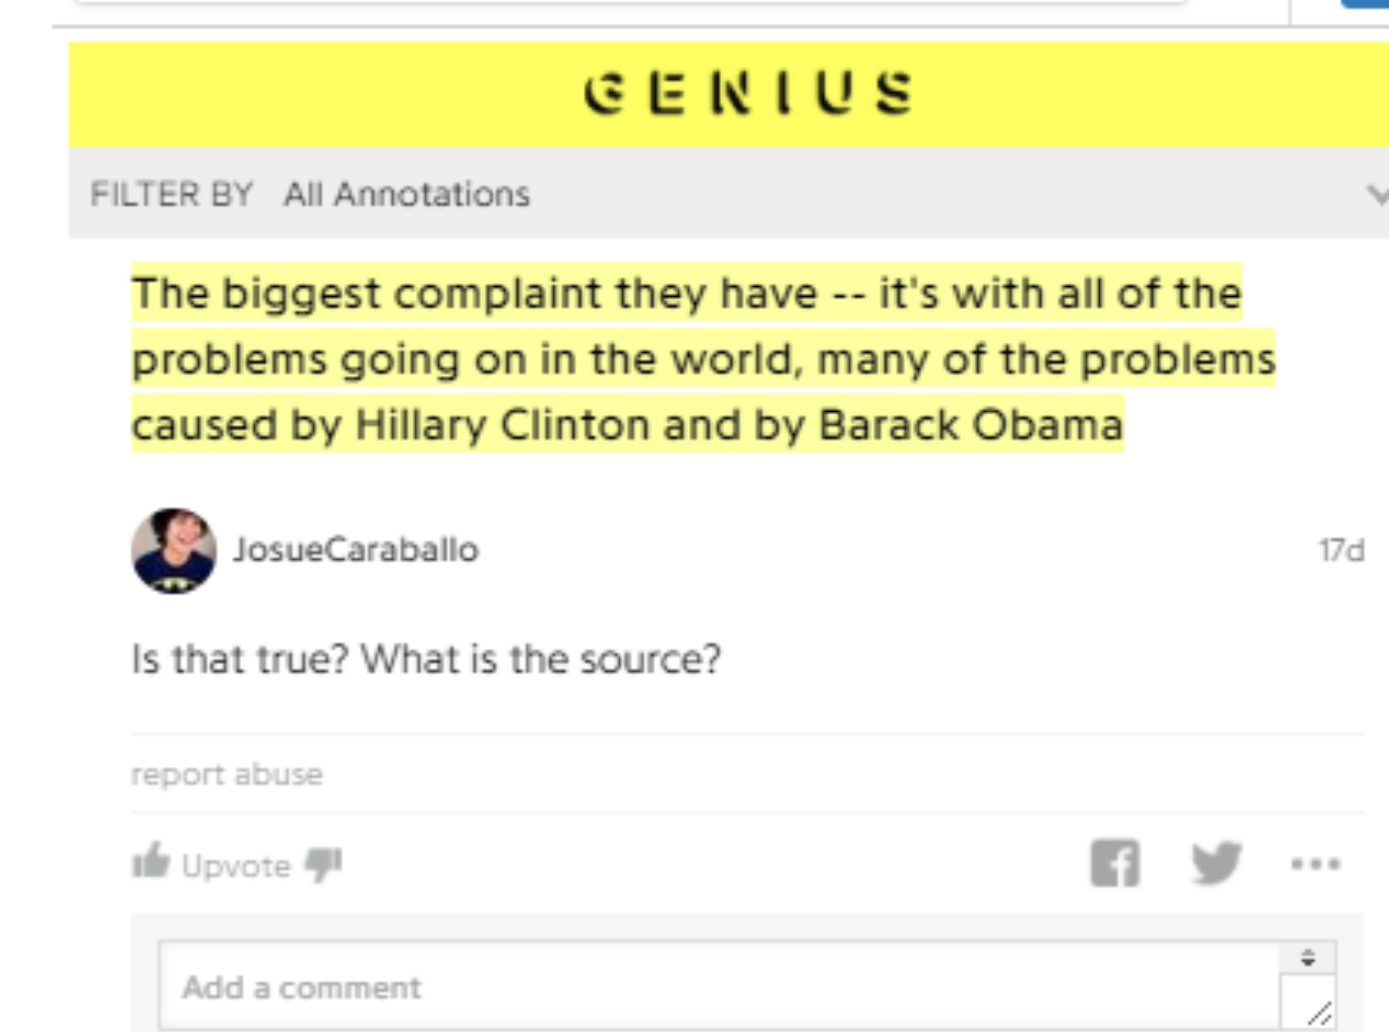 GENIUS
FILTER BY All Annotations
The biggest complaint they have -- it's with all of the
problems going on in the world, many of the problems
caused by Hillary Clinton and by Barack Obama
JosueCaraballo 17d
Is that true? What is the source?
report abuse
Upvote
Add a comment